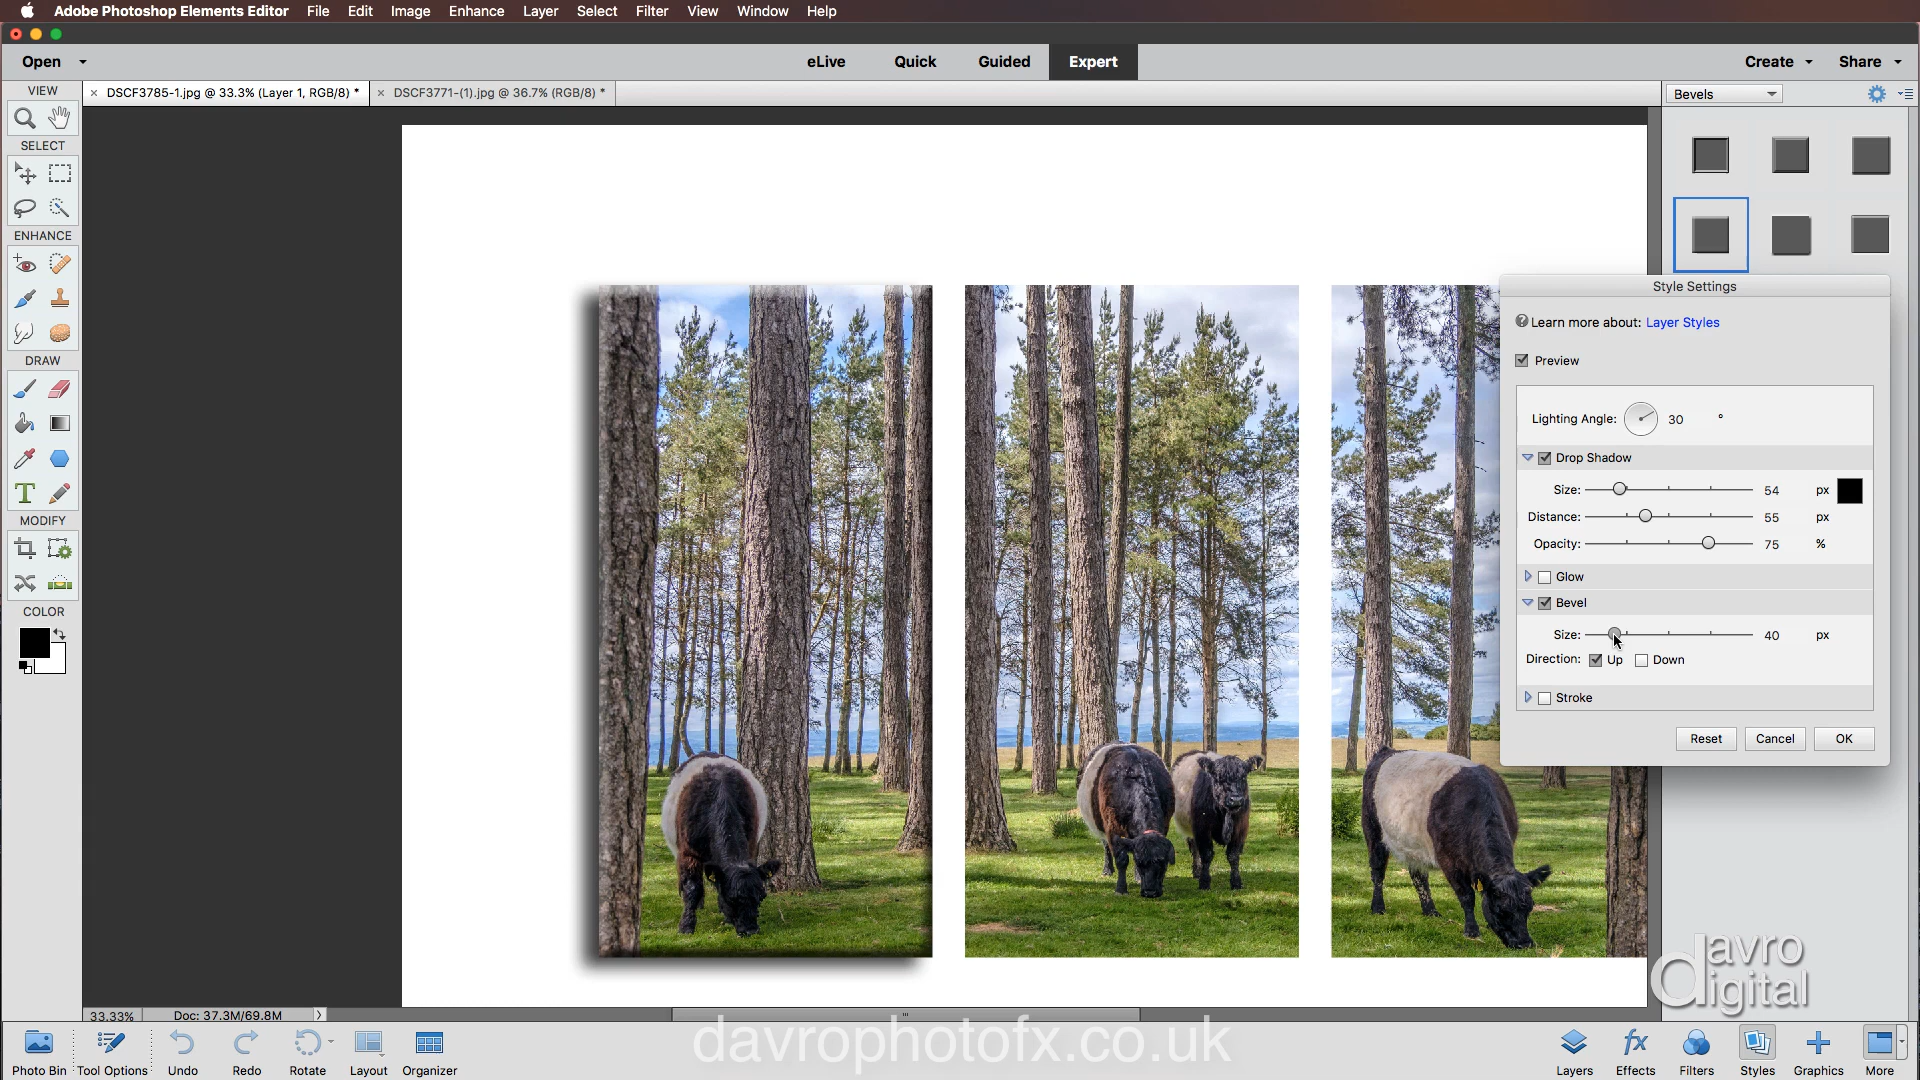 Adobe Photoshop Elements Editor File Edit Image Enhance Layer Select Filter View Window Help
Open eLive Quick Guided Expert Create Share
VIEW
× DSCF3785-1.jpg @ 33.3% (Layer 1, RGB/8) * × DSCF3771-(1).jpg @ 36.7% (RGB/8) *
Bevels
SELECT
ENHANCE
DRAW
T
MODIFY
COLOR
Style Settings
Learn more about: Layer Styles
Preview
Lighting Angle: 30 °
Drop Shadow
Size: 54 px
Distance: 55 px
Opacity: 75 %
Glow
Bevel
Size: 40 px
Direction: Up Down
Stroke
Reset Cancel OK
davro
digital
33.33% Doc: 37.3M/69.8M
davrophotofx.co.uk
Photo Bin Tool Options Undo Redo Rotate Layout Organizer
fx
Layers Effects Filters Styles Graphics More